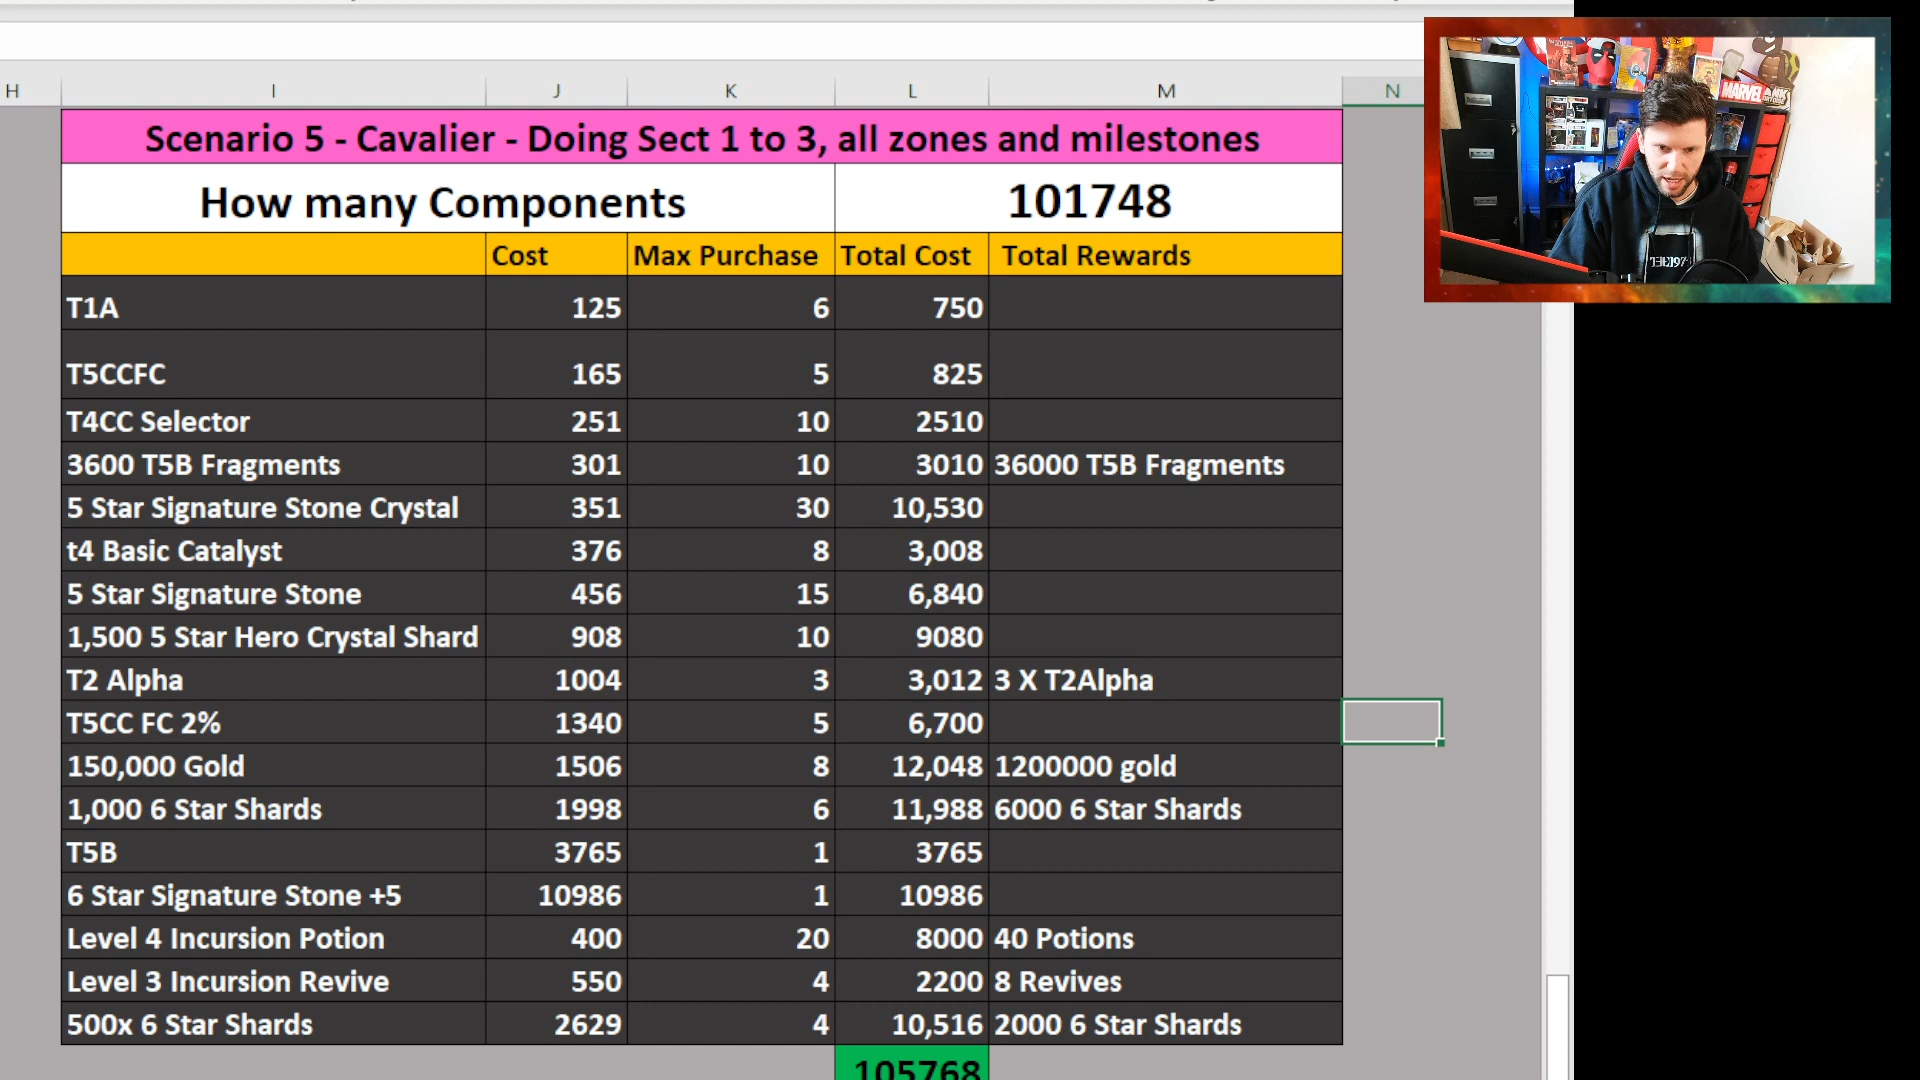 H I J K L M N
Scenario 5 - Cavalier - Doing Sect 1 to 3, all zones and milestones
How many Components 101748
Cost Max Purchase Total Cost Total Rewards
T1A 125 6 750
T5CCFC 165 5 825
T4CC Selector 251 10 2510
3600 T5B Fragments 301 10 3010 36000 T5B Fragments
5 Star Signature Stone Crystal 351 30 10,530
t4 Basic Catalyst 376 8 3,008
5 Star Signature Stone 456 15 6,840
1,500 5 Star Hero Crystal Shard 908 10 9080
T2 Alpha 1004 3 3,012 3 X T2Alpha
T5CC FC 2% 1340 5 6,700
150,000 Gold 1506 8 12,048 1200000 gold
1,000 6 Star Shards 1998 6 11,988 6000 6 Star Shards
T5B 3765 1 3765
6 Star Signature Stone +5 10986 1 10986
Level 4 Incursion Potion 400 20 8000 40 Potions
Level 3 Incursion Revive 550 4 2200 8 Revives
500x 6 Star Shards 2629 4 10,516 2000 6 Star Shards
105768
MARVEL